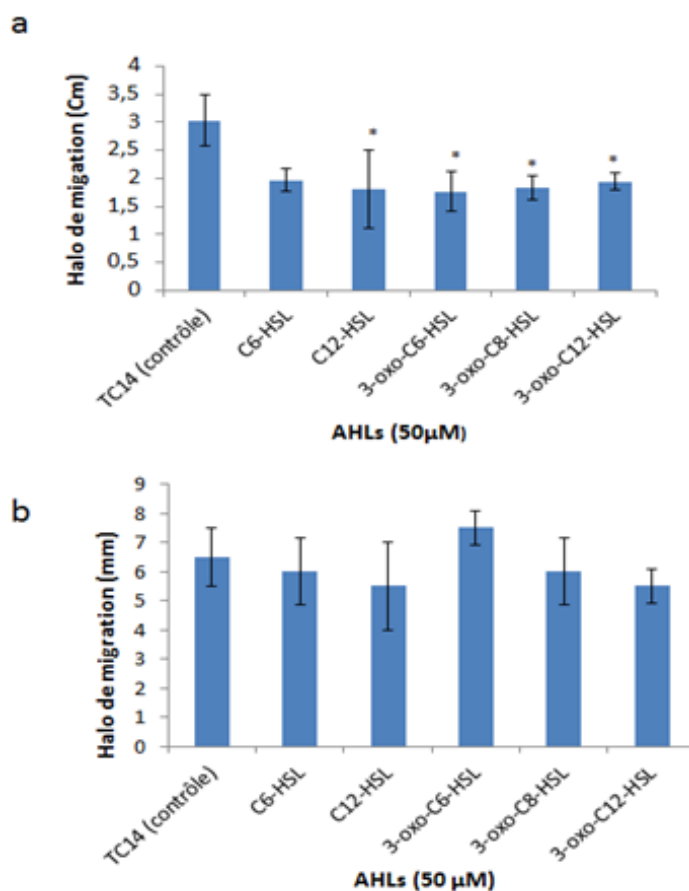 a
Halo de migation (Cm)
4
3,5
3
2,5
2
1,5
1
0,5
0
*
*
*
*
TC14 (contrôle)
C6-HSL
C12-HSL
3-oxo-C6-HSL
3-oxo-C8-HSL
3-oxo-C12-HSL
AHLs (50µM)
b
Halo de migration (mm)
9
8
7
6
5
4
3
2
1
0
TC14 (contrôle)
C6-HSL
C12-HSL
3-oxo-C6-HSL
3-oxo-C8-HSL
3-oxo-C12-HSL
AHLs (50 µM)